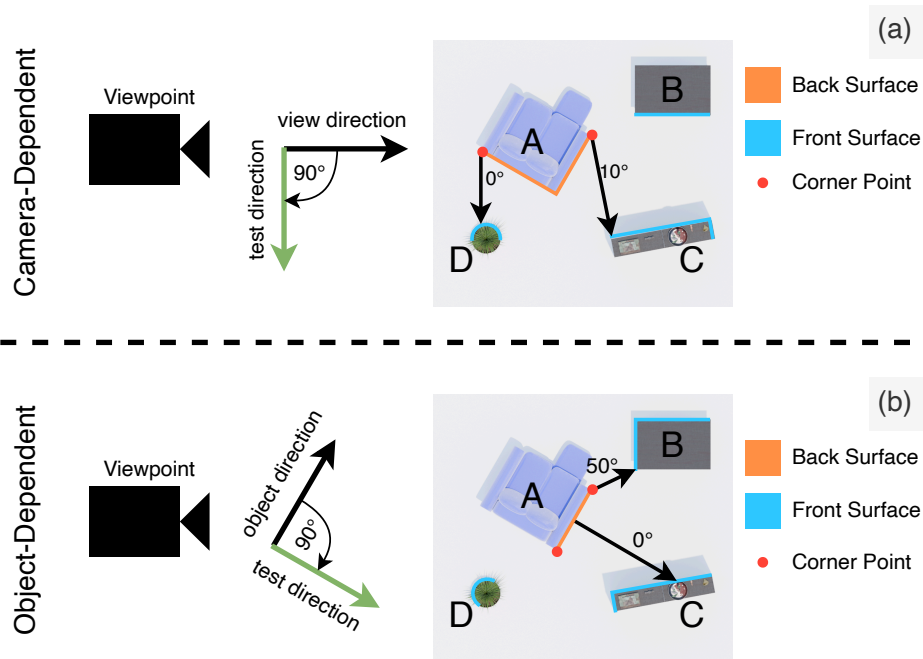 (a)
Camera-Dependent
Viewpoint
view direction
test direction
90°
A
B
C
D
0°
10°
Back Surface
Front Surface
Corner Point
(b)
Object-Dependent
Viewpoint
object direction
90°
test direction
A
B
C
D
50°
0°
Back Surface
Front Surface
Corner Point